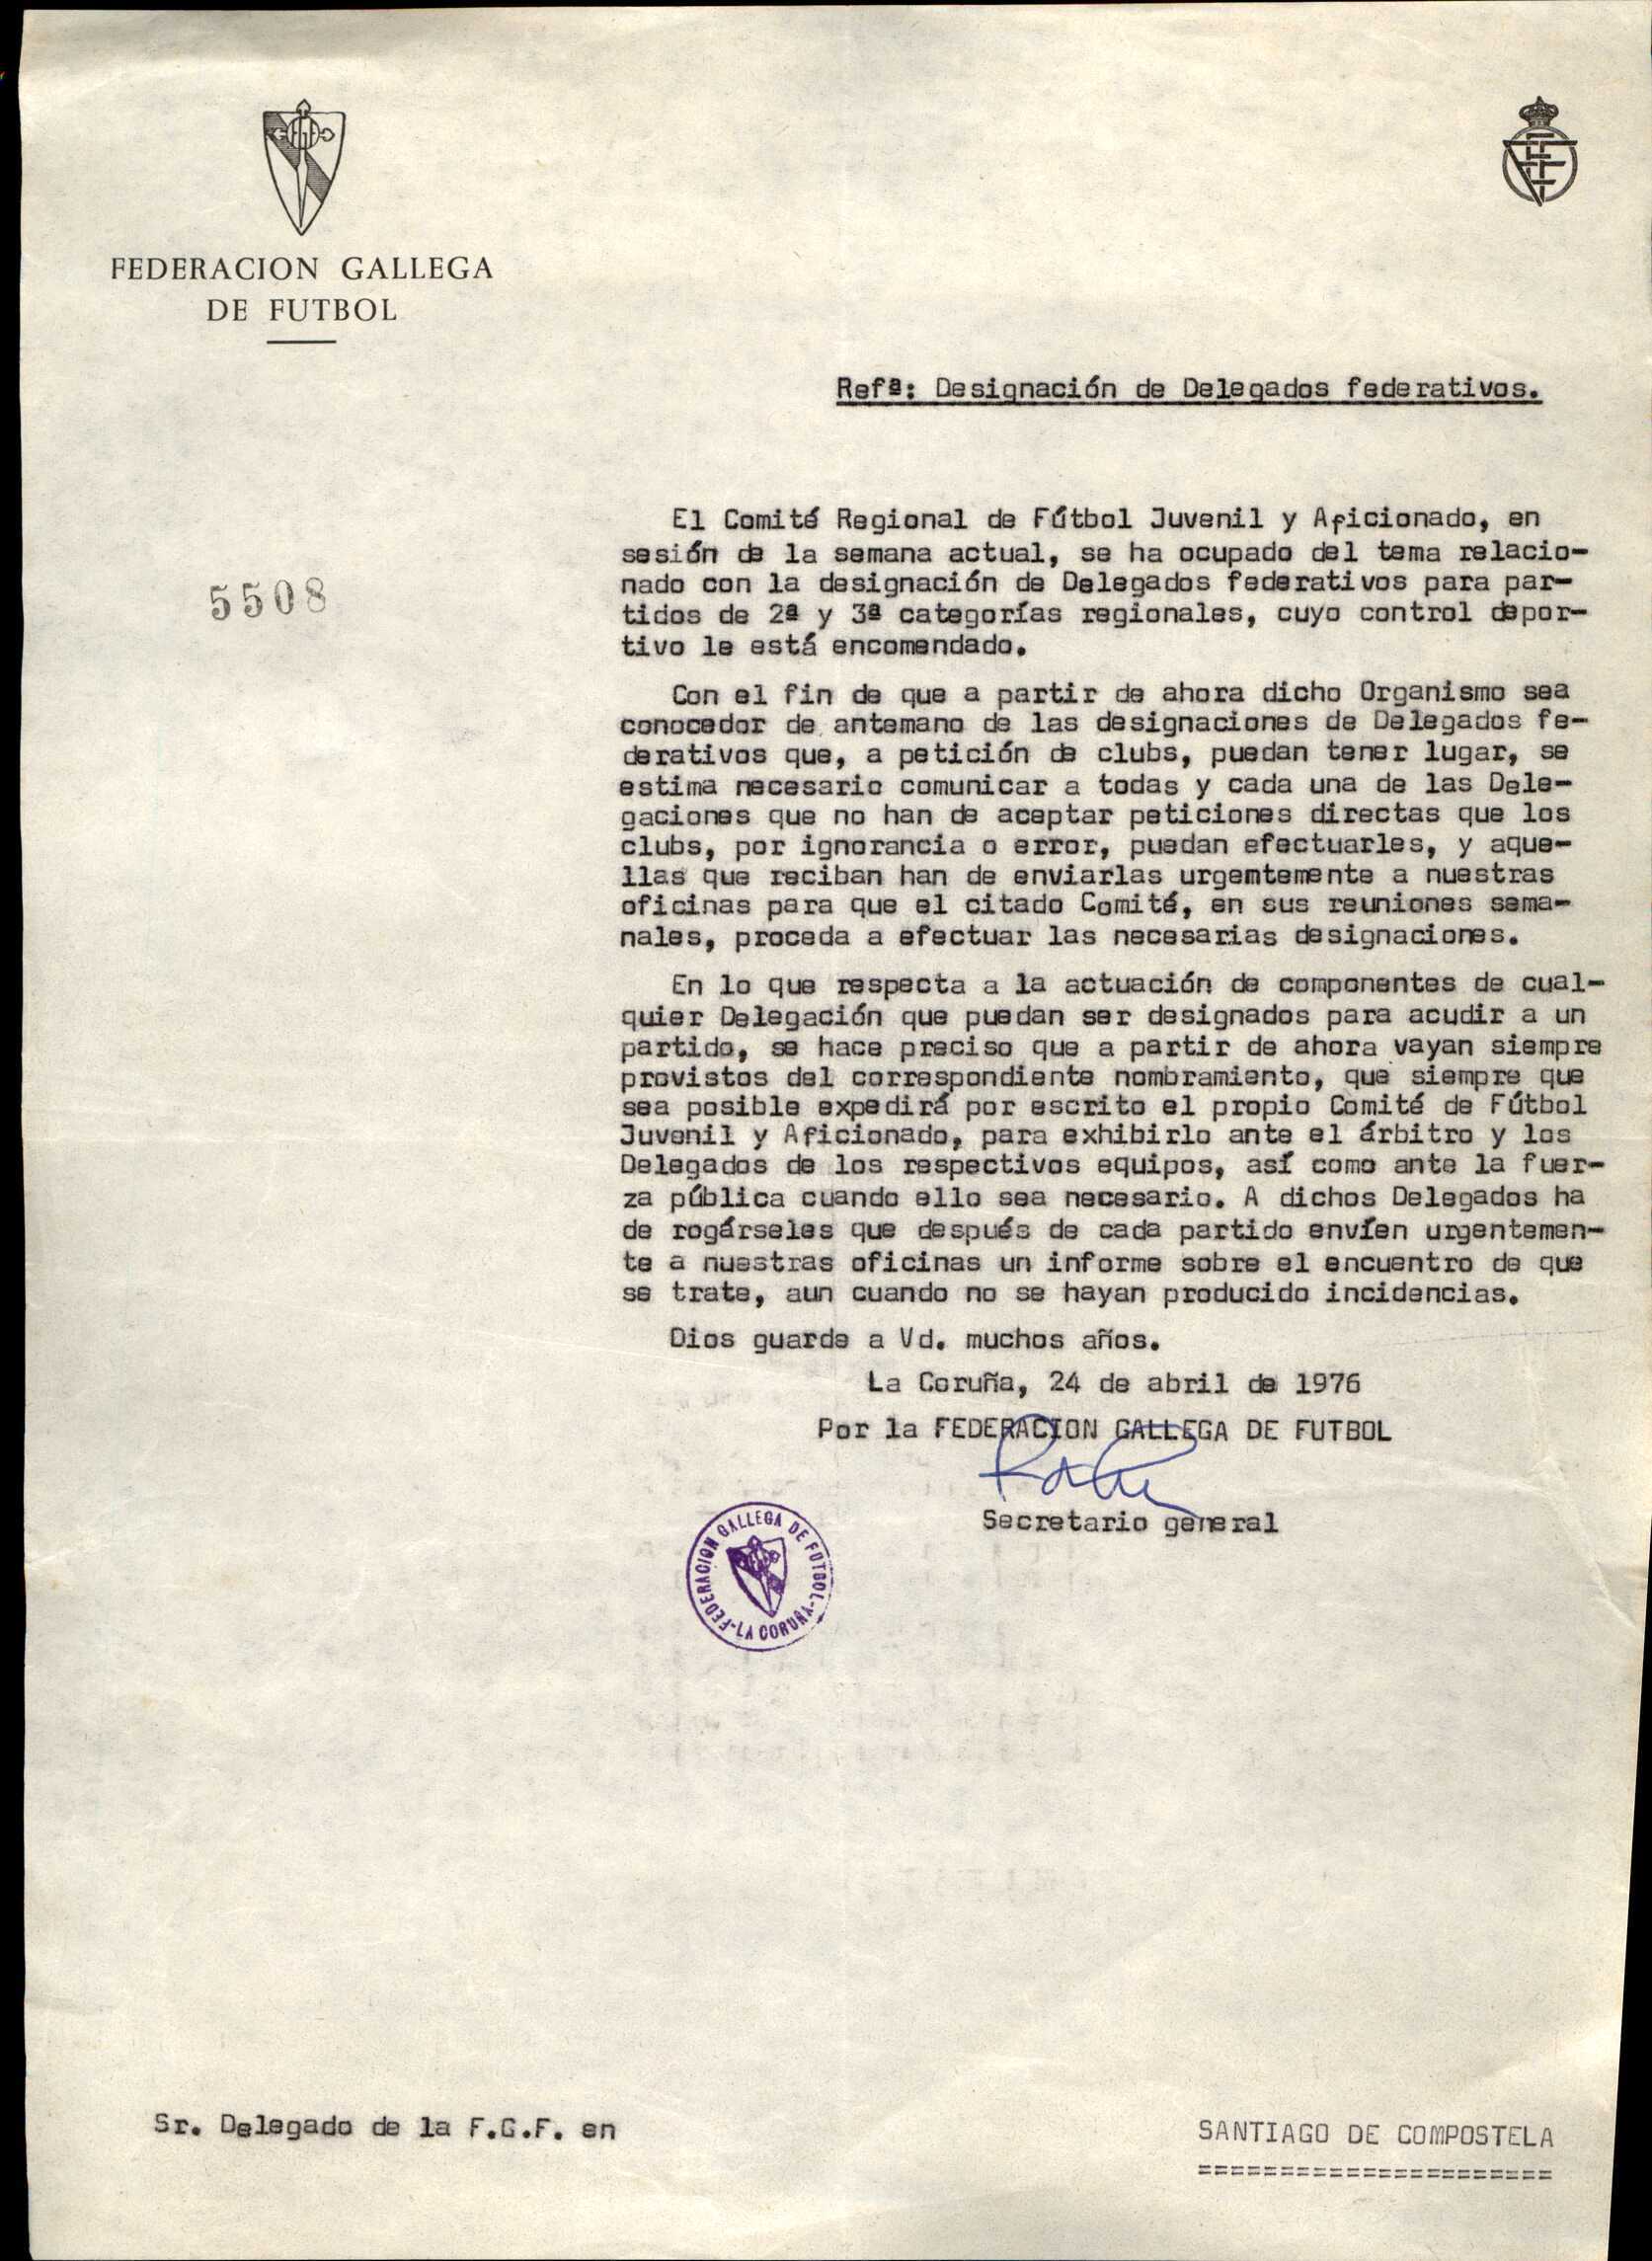 FEDERACION GALLEGA
DE FUTBOL
Refª: Designación de Delegados federativos.
5508
El Comité Regional de Fútbol Juvenil y Aficionado, en
sesión de la semana actual, se ha ocupado del tema relacio-
nado con la designación de Delegados federativos para par-
tidos de 2ª y 3ª categorías regionales, cuyo control depor-
tivo le está encomendado.
Con el fin de que a partir de ahora dicho Organismo sea
conocedor de antemano de las designaciones de Delegados fe-
derativos que, a petición de clubs, puedan tener lugar, se
estima necesario comunicar a todas y cada una de las Dele-
gaciones que no han de aceptar peticiones directas que los
clubs, por ignorancia o error, puedan efectuarles, y aque-
llas que reciban han de enviarlas urgentemente a nuestras
oficinas para que el citado Comité, en sus reuniones sema-
nales, proceda a efectuar las necesarias designaciones.
En lo que respecta a la actuación de componentes de cual-
quier Delegación que puedan ser designados para acudir a un
partido, se hace preciso que a partir de ahora vayan siempre
provistos del correspondiente nombramiento, que siempre que
sea posible expedirá por escrito el propio Comité de Fútbol
Juvenil y Aficionado, para exhibirlo ante el árbitro y los
Delegados de los respectivos equipos, así como ante la fuer-
za pública cuando ello sea necesario. A dichos Delegados ha
de rogárseles que después de cada partido envíen urgentemen-
te a nuestras oficinas un informe sobre el encuentro de que
se trate, aun cuando no se hayan producido incidencias.
Dios guarde a Vd. muchos años.
La Coruña, 24 de abril de 1976
Por la FEDERACION GALLEGA DE FUTBOL
Secretario general
FEDERACION GALLEGA DE FUTBOL-LA CORUÑA-
Sr. Delegado de la F.G.F. en
SANTIAGO DE COMPOSTELA
======================